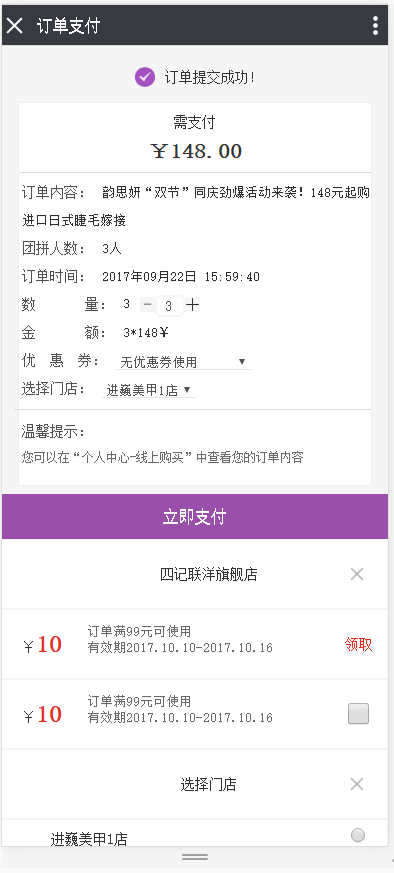 订单支付
订单提交成功!
需支付
￥148.00
订单内容: 韵思妍“双节”同庆劲爆活动来袭! 148元起购
进口日式睫毛嫁接
团拼人数: 3人
订单时间: 2017年09月22日 15:59:40
数 量: 3 - 3 +
金 额: 3*148￥
优 惠 券: 无优惠券使用
选择门店: 进巍美甲1店
温馨提示:
您可以在“个人中心-线上购买”中查看您的订单内容
立即支付
四记联洋旗舰店
￥10 订单满99元可使用
有效期2017.10.10-2017.10.16 领取
￥10 订单满99元可使用
有效期2017.10.10-2017.10.16
选择门店
进巍美甲1店